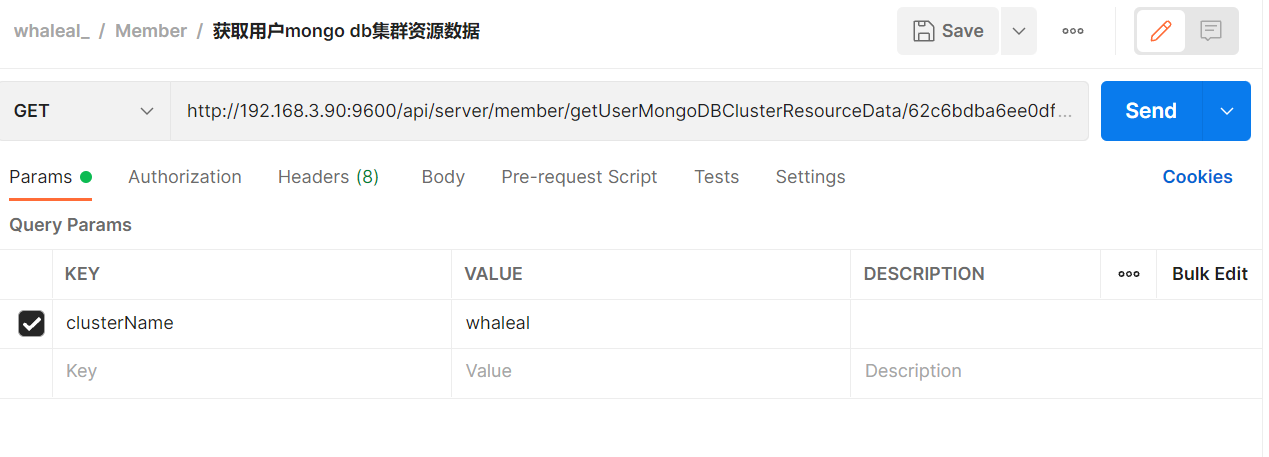 whaleal_ / Member / 获取用户mongo db集群资源数据 Save
GET http://192.168.3.90:9600/api/server/member/getUserMongoDBClusterResourceData/62c6bdba6ee0df... Send
Params Authorization Headers (8) Body Pre-request Script Tests Settings Cookies
Query Params
KEY VALUE DESCRIPTION Bulk Edit
clusterName whaleal
Key Value Description